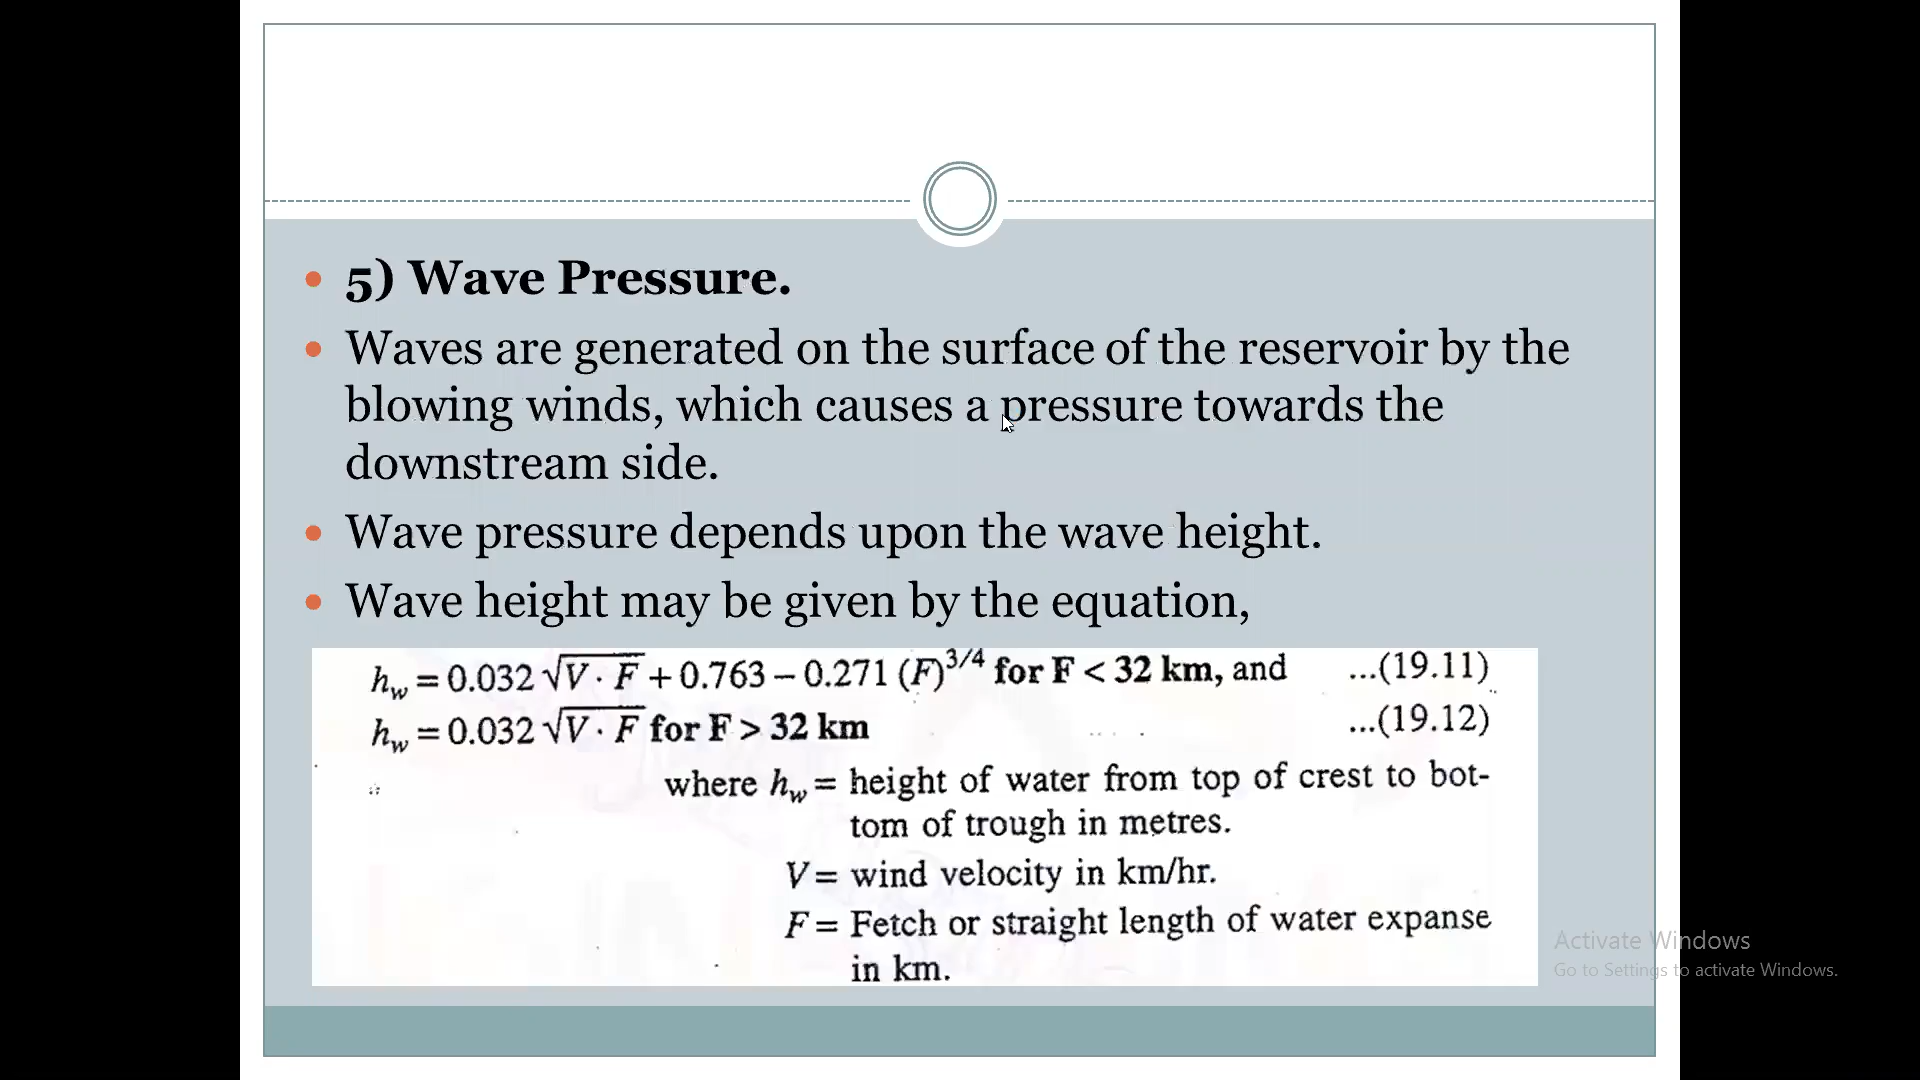 5) Wave Pressure.
Waves are generated on the surface of the reservoir by the
blowing winds, which causes a pressure towards the
downstream side.
Wave pressure depends upon the wave height.
Wave height may be given by the equation,
h_w = 0.032 √V · F + 0.763 – 0.271 (F)^3/4 for F < 32 km, and ...(19.11)
h_w = 0.032 √V · F for F > 32 km ...(19.12)
where h_w = height of water from top of crest to bot-
tom of trough in metres.
V = wind velocity in km/hr.
F = Fetch or straight length of water expanse
in km.
Activate Windows
Go to Settings to activate Windows.